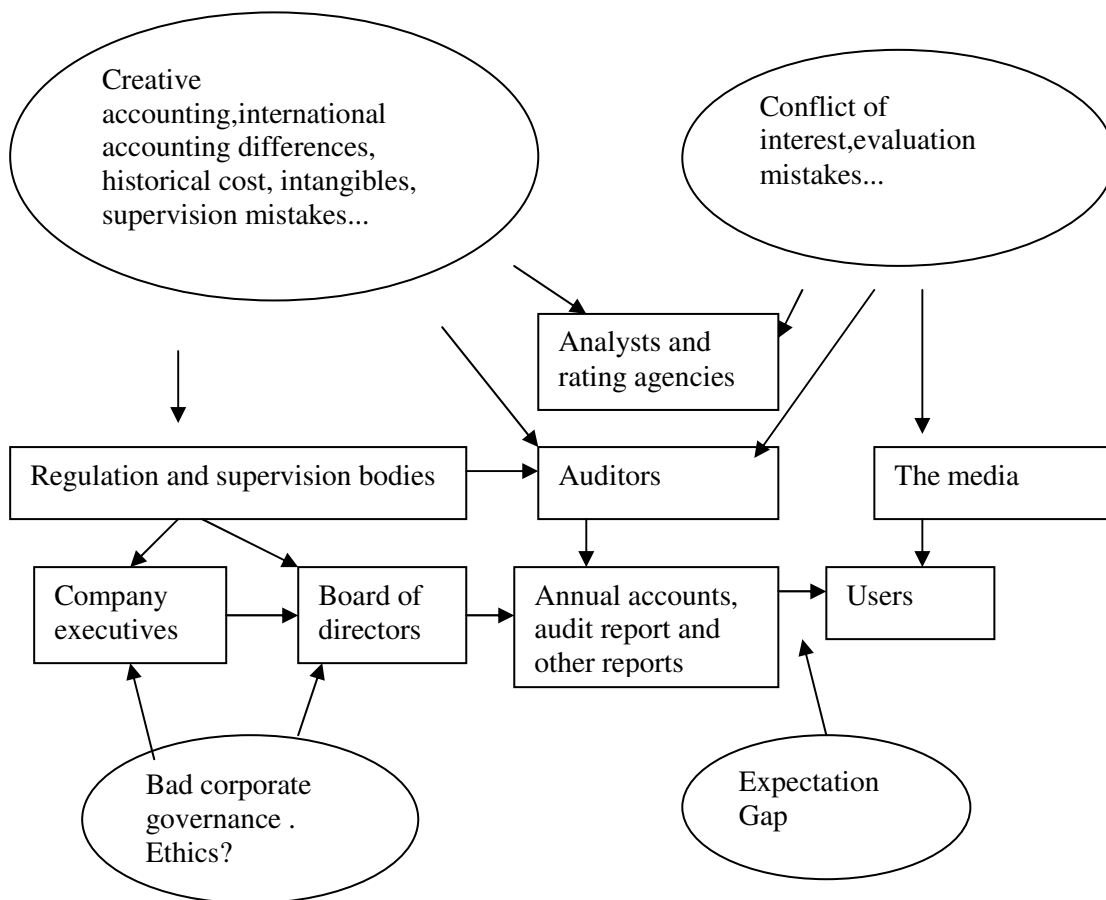 Creative
accounting,international
accounting differences,
historical cost, intangibles,
supervision mistakes...
Conflict of
interest,evaluation
mistakes...
Analysts and
rating agencies
Regulation and supervision bodies
Auditors
The media
Company
executives
Board of
directors
Annual accounts,
audit report and
other reports
Users
Bad corporate
governance .
Ethics?
Expectation
Gap